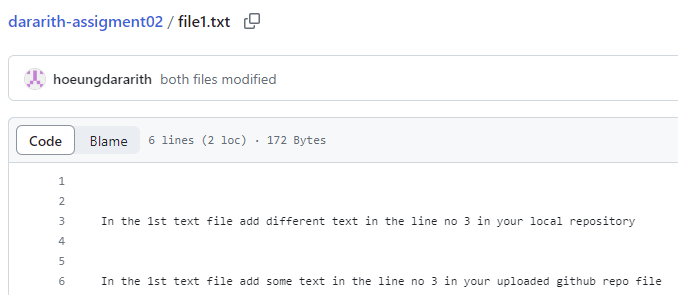 dararith-assigment02 / file1.txt
hoeungdararith both files modified
Code Blame 6 lines (2 loc) · 172 Bytes
1
2
3 In the 1st text file add different text in the line no 3 in your local repository
4
5
6 In the 1st text file add some text in the line no 3 in your uploaded github repo file